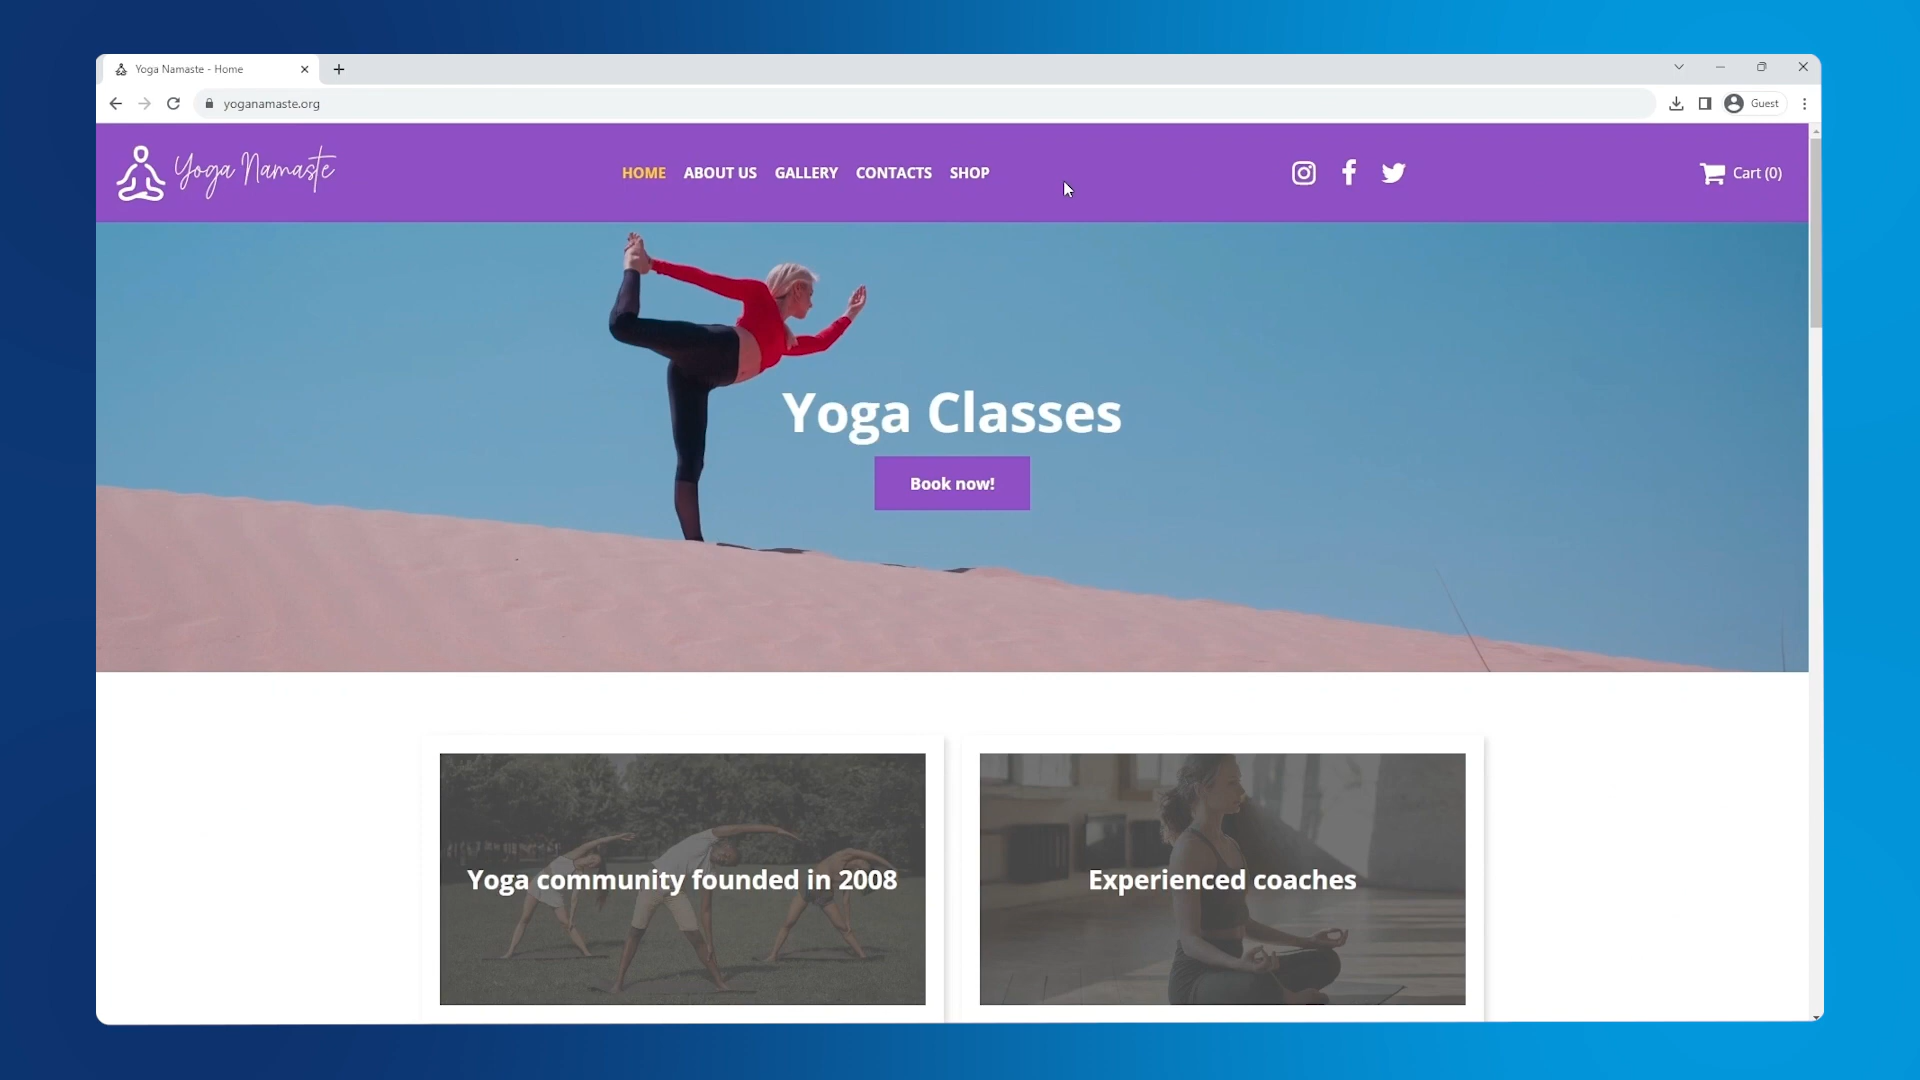 Yoga Namaste - Home
yoganamaste.org
Guest
Yoga Namaste
HOME ABOUT US GALLERY CONTACTS SHOP
Cart (0)
Yoga Classes
Book now!
Yoga community founded in 2008
Experienced coaches